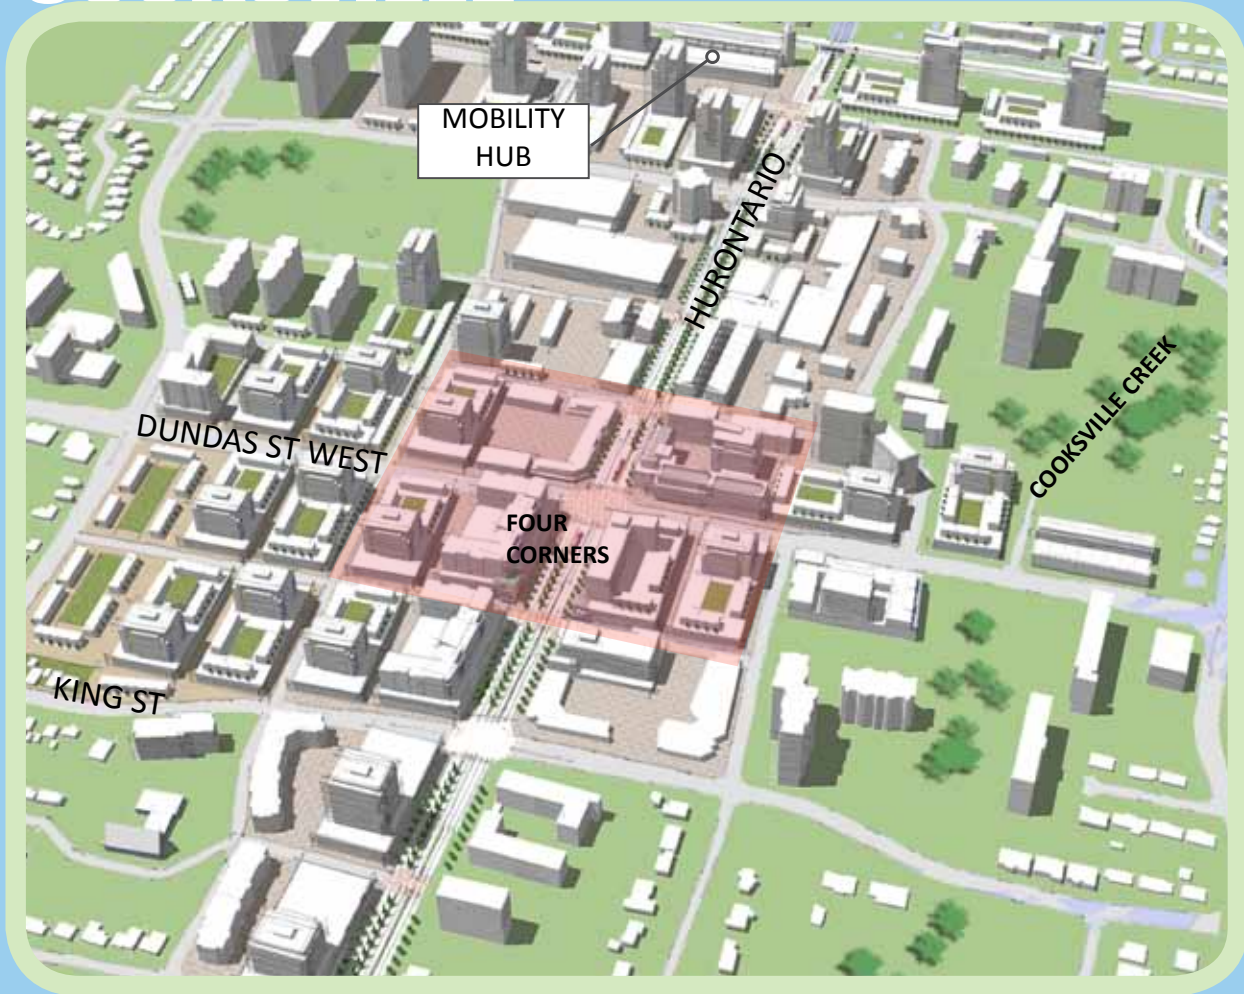 MOBILITY
HUB
HURONTARIO
COOKSVILLE CREEK
DUNDAS ST WEST
FOUR
CORNERS
KING ST